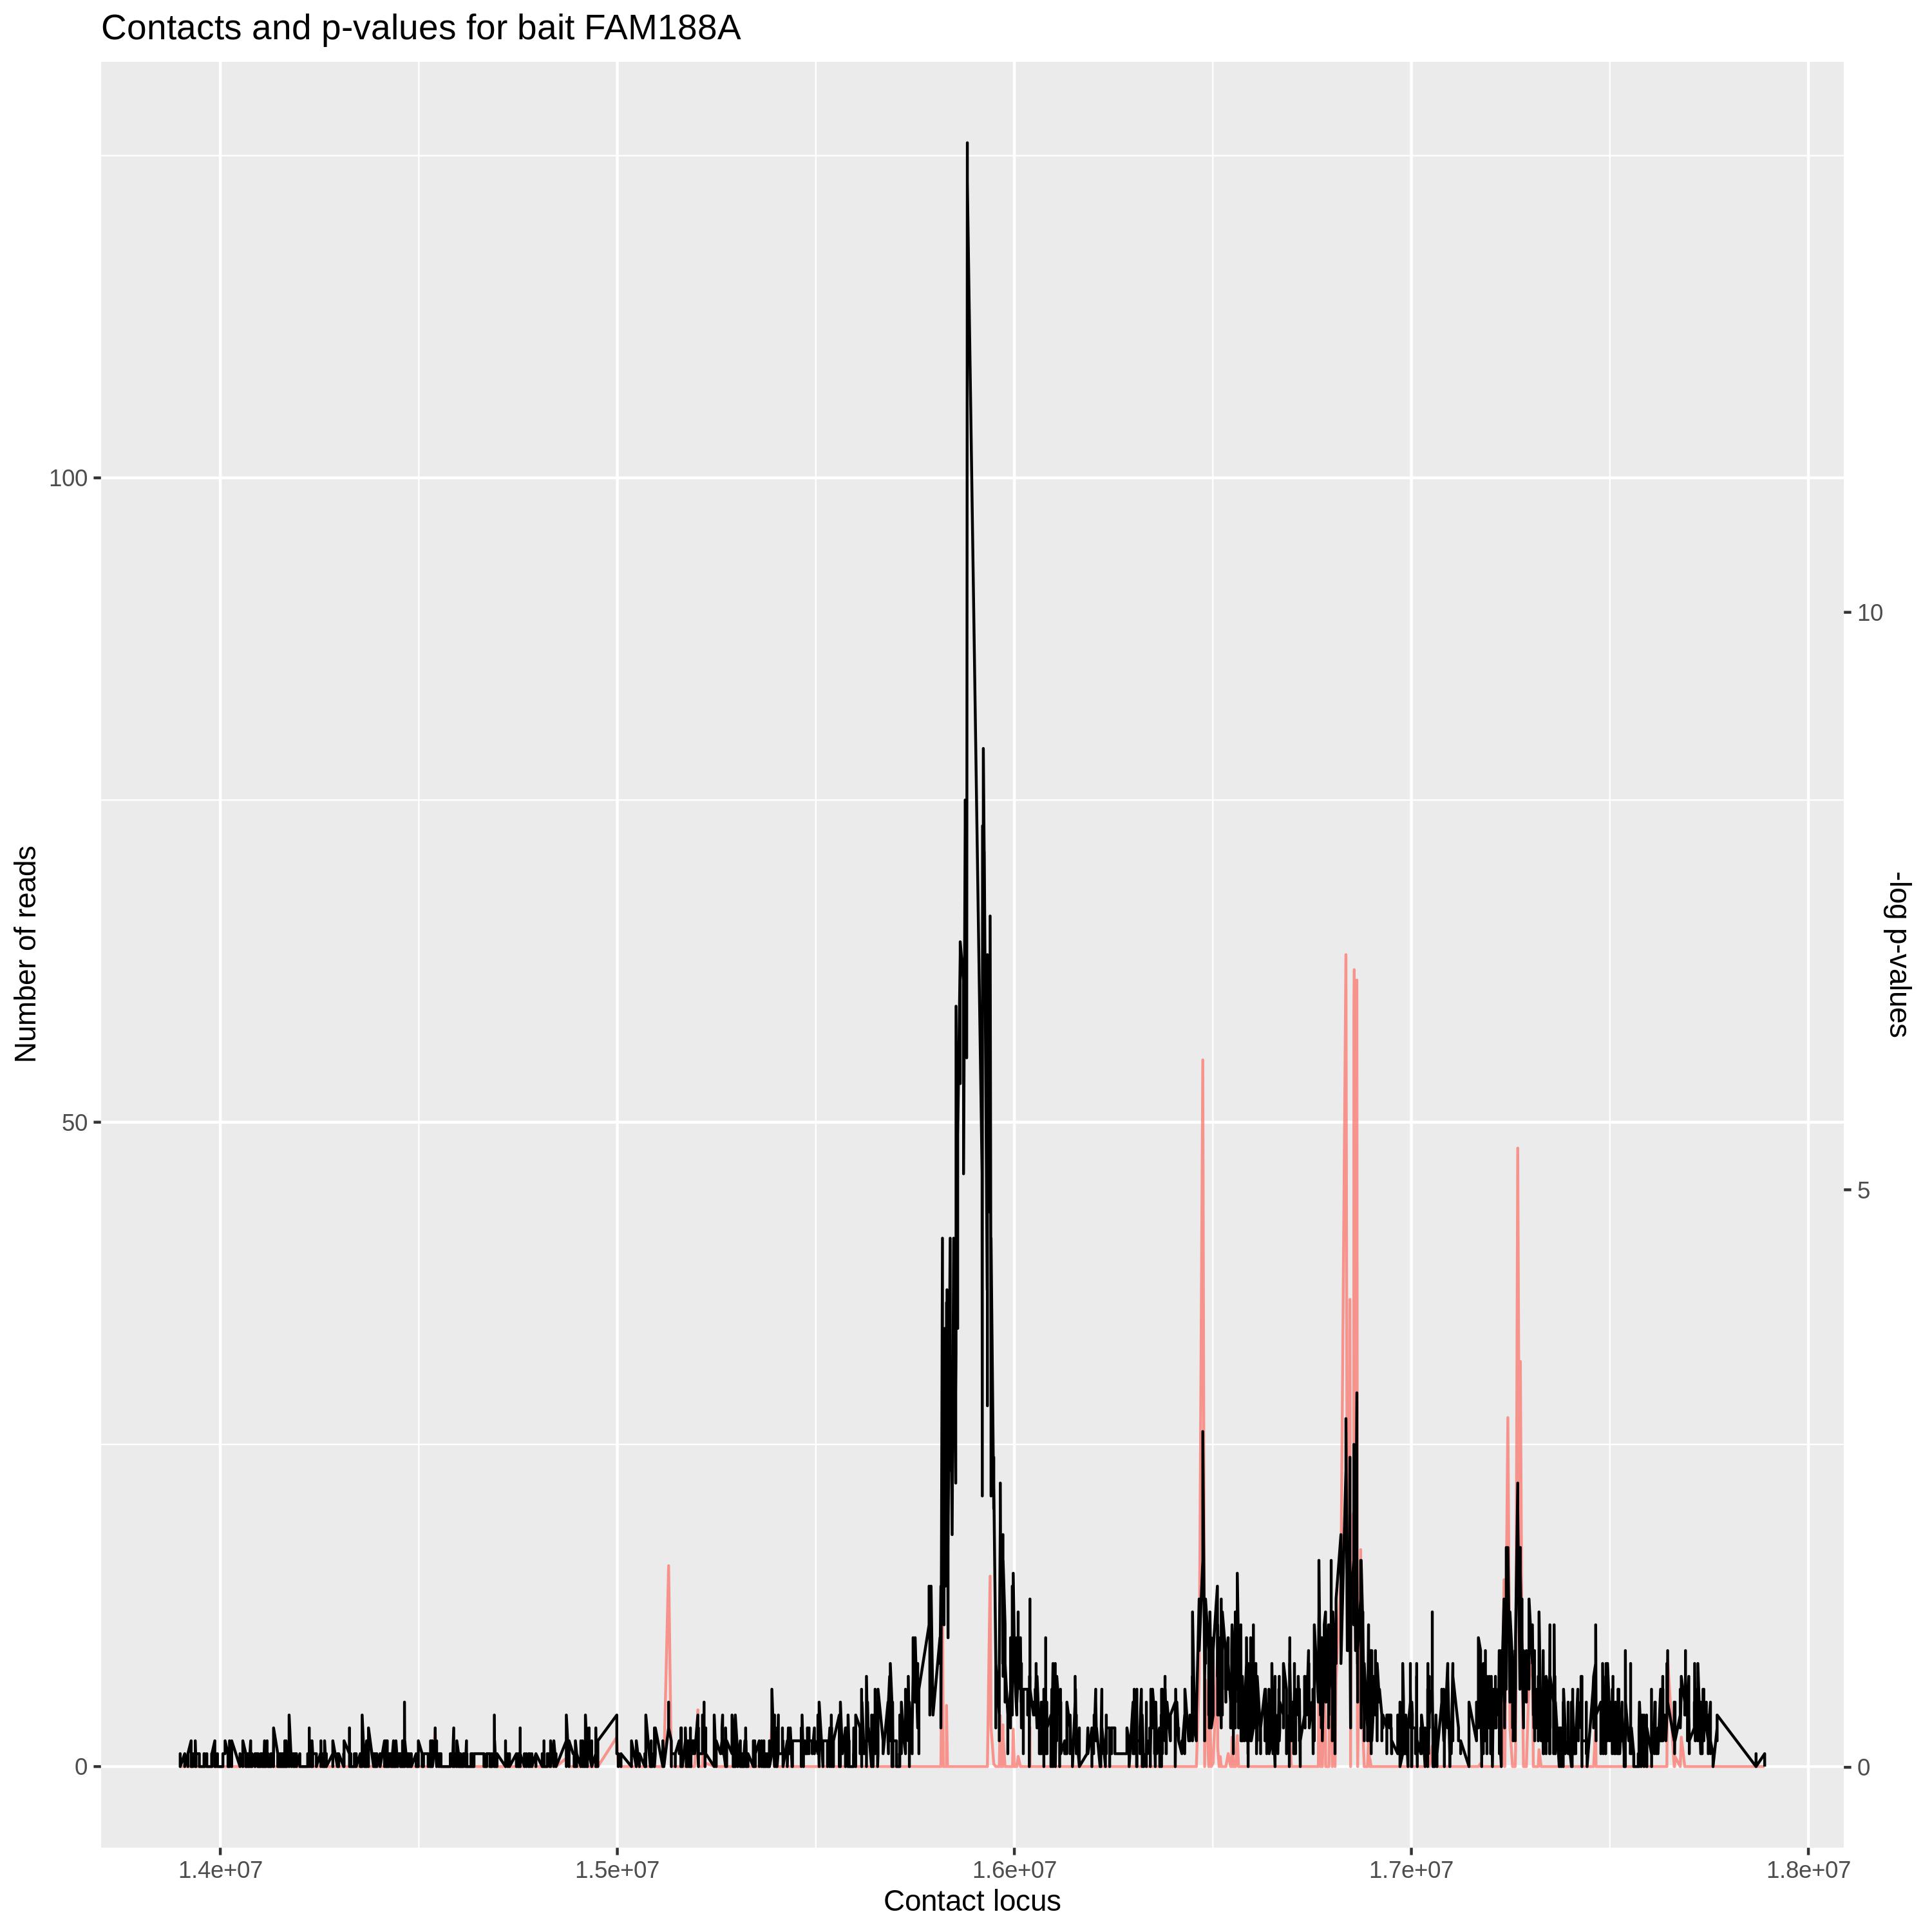 Contacts and p-values for bait FAM188A
Number of reads
100
50
0
10
5
0
-log p-values
1.4e+07 1.5e+07 1.6e+07 1.7e+07 1.8e+07
Contact locus